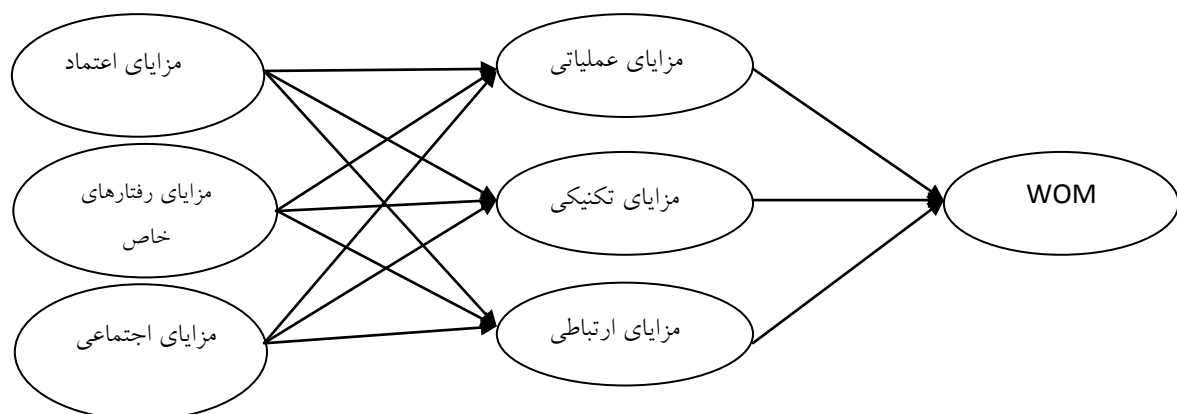 مزایای اعتماد
مزایای رفتارهای
خاص
مزایای اجتماعی
مزایای عملیاتی
مزایای تکنیکی
مزایای ارتباطی
WOM